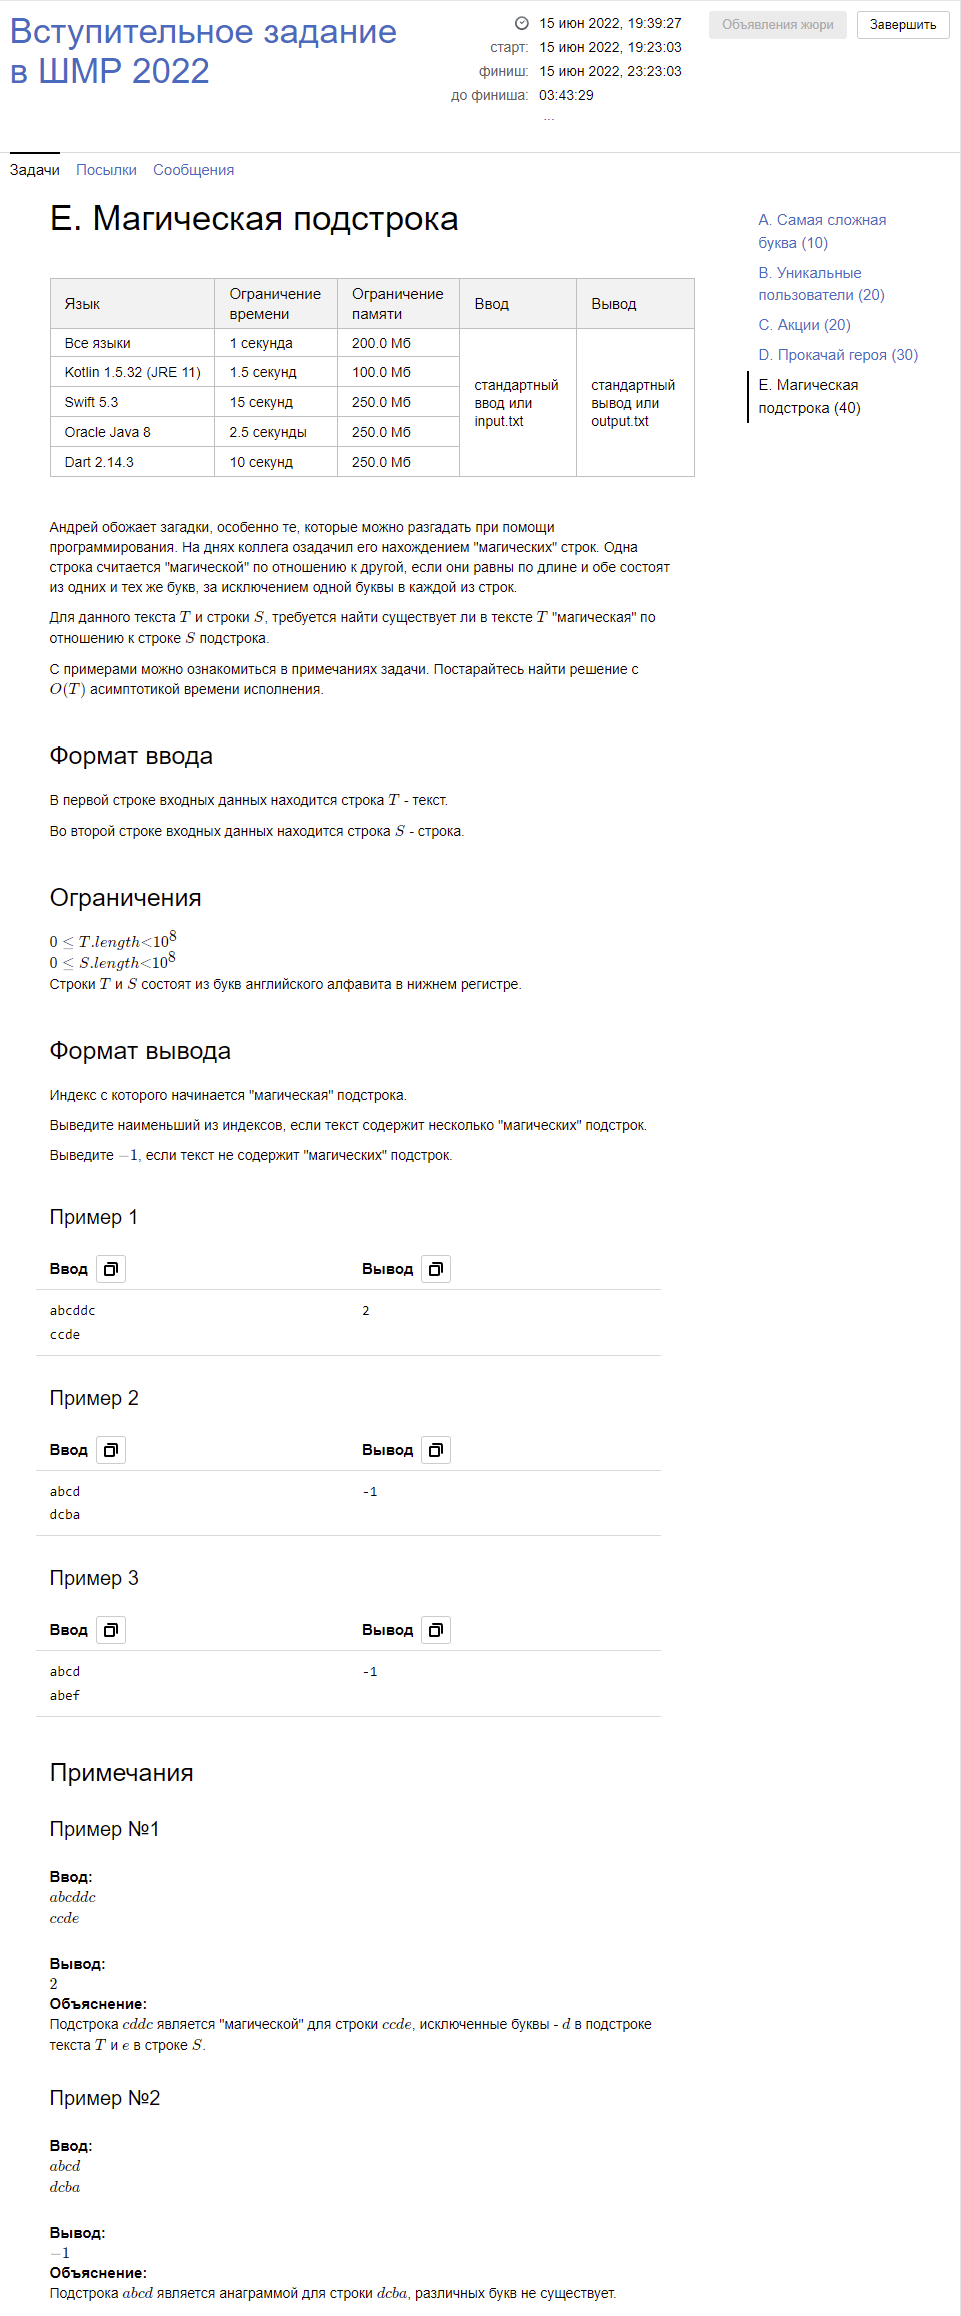 Вступительное задание
в ШМР 2022
15 июн 2022, 19:39:27
старт: 15 июн 2022, 19:23:03
финиш: 15 июн 2022, 23:23:03
до финиша: 03:43:29
...
Объявления жюри
Завершить
Задачи Посылки Сообщения
E. Магическая подстрока
Язык
Ограничение
времени
Ограничение
памяти
Ввод
Вывод
Все языки 1 секунда 200.0 Мб
Kotlin 1.5.32 (JRE 11) 1.5 секунд 100.0 Мб
Swift 5.3 15 секунд 250.0 Мб
Oracle Java 8 2.5 секунды 250.0 Мб
Dart 2.14.3 10 секунд 250.0 Мб
стандартный
ввод или
input.txt
стандартный
вывод или
output.txt
A. Самая сложная
буква (10)
B. Уникальные
пользователи (20)
C. Акции (20)
D. Прокачай героя (30)
E. Магическая
подстрока (40)
Андрей обожает загадки, особенно те, которые можно разгадать при помощи
программирования. На днях коллега озадачил его нахождением "магических" строк. Одна
строка считается "магической" по отношению к другой, если они равны по длине и обе состоят
из одних и тех же букв, за исключением одной буквы в каждой из строк.
Для данного текста T и строки S, требуется найти существует ли в тексте T "магическая" по
отношению к строке S подстрока.
С примерами можно ознакомиться в примечаниях задачи. Постарайтесь найти решение с
O(T) асимптотикой времени исполнения.
Формат ввода
В первой строке входных данных находится строка T - текст.
Во второй строке входных данных находится строка S - строка.
Ограничения
0 ≤ T.length<10^8
0 ≤ S.length<10^8
Строки T и S состоят из букв английского алфавита в нижнем регистре.
Формат вывода
Индекс с которого начинается "магическая" подстрока.
Выведите наименьший из индексов, если текст содержит несколько "магических" подстрок.
Выведите −1, если текст не содержит "магических" подстрок.
Пример 1
Ввод Вывод
abcddc 2
ccde
Пример 2
Ввод Вывод
abcd -1
dcba
Пример 3
Ввод Вывод
abcd -1
abef
Примечания
Пример №1
Ввод:
abcddc
ccde
Вывод:
2
Объяснение:
Подстрока cddc является "магической" для строки ccde, исключенные буквы - d в подстроке
текста T и e в строке S.
Пример №2
Ввод:
abcd
dcba
Вывод:
−1
Объяснение:
Подстрока abcd является анаграммой для строки dcba, различных букв не существует.